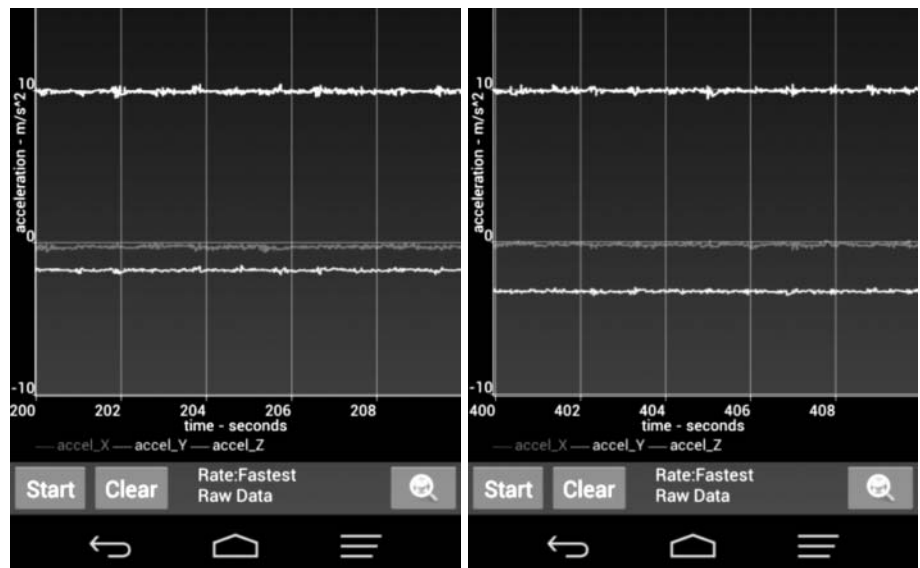 10
acceleration - m/s^2
0
-10
200 202 204 206 208
time - seconds
accel_X accel_Y accel_Z
Start Clear Rate:Fastest
Raw Data
10
acceleration - m/s^2
0
-10
400 402 404 406 408
time - seconds
accel_X accel_Y accel_Z
Start Clear Rate:Fastest
Raw Data